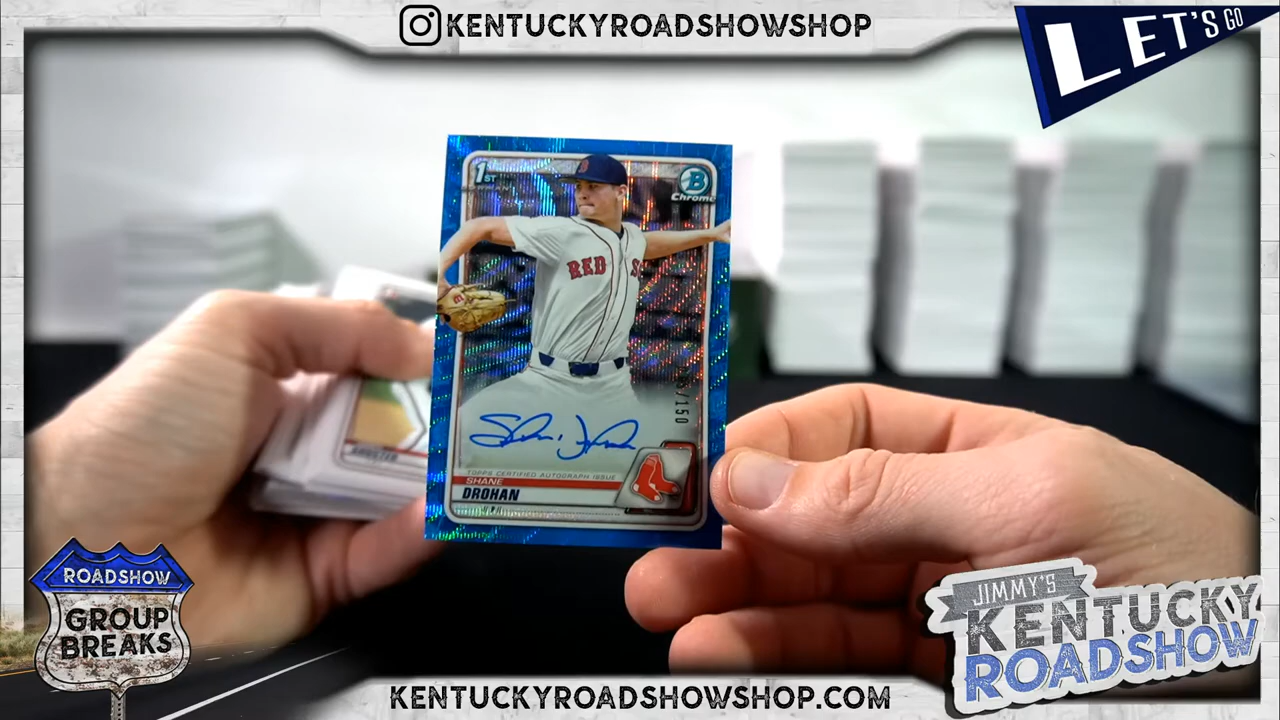 KENTUCKYROADSHOWSHOP
LET'S GO
1ST
B
Chrome
RED
/150
TOPPS CERTIFIED AUTOGRAPH ISSUE
SHANE
DROHAN
ROADSHOW
GROUP
BREAKS
JIMMY'S
KENTUCKY
ROADSHOW
KENTUCKYROADSHOWSHOP.COM